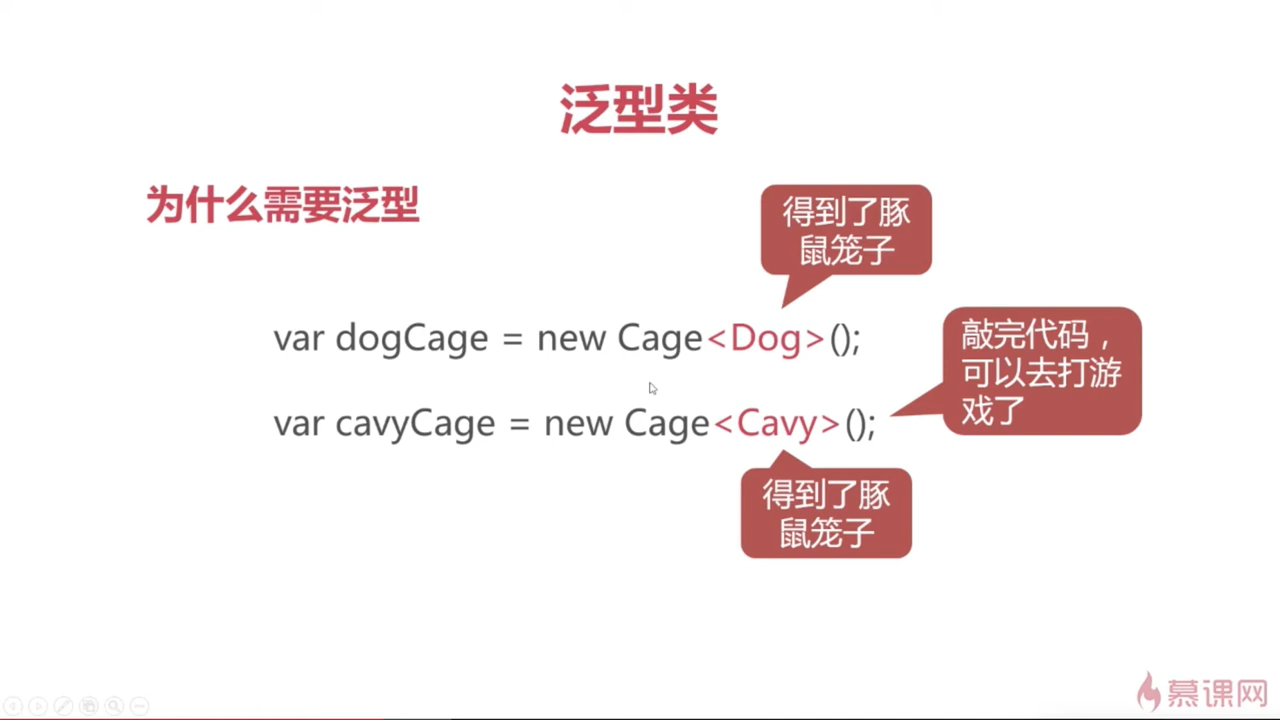 泛型类
为什么需要泛型
得到了豚
鼠笼子
var dogCage = new Cage<Dog>();
敲完代码，
可以去打游
戏了
var cavyCage = new Cage<Cavy>();
得到了豚
鼠笼子
慕课网